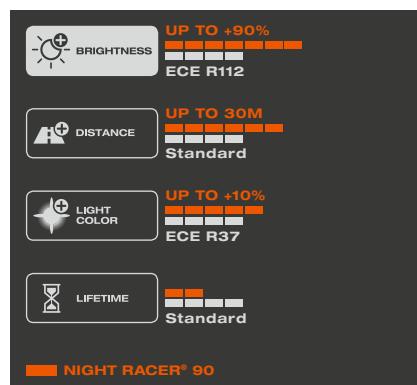 UP TO +90%
BRIGHTNESS
ECE R112
UP TO 30M
DISTANCE
Standard
UP TO +10%
LIGHT
COLOR
ECE R37
LIFETIME
Standard
NIGHT RACER® 90